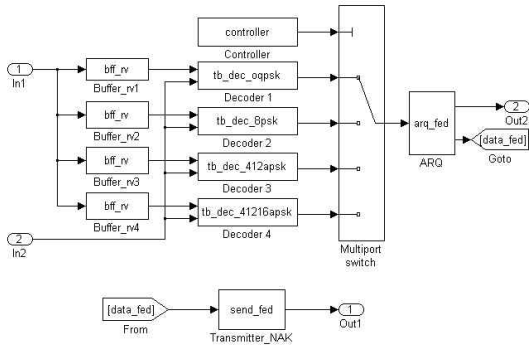 controller
Controller
1
In1
bff_rv
Buffer_rv1
tb_dec_oqpsk
Decoder 1
bff_rv
Buffer_rv2
tb_dec_8psk
Decoder 2
bff_rv
Buffer_rv3
tb_dec_412apsk
Decoder 3
bff_rv
Buffer_rv4
tb_dec_41216apsk
Decoder 4
2
In2
Multiport
switch
arq_fed
ARQ
2
Out2
[data_fed]
Goto
[data_fed]
From
send_fed
Transmitter_NAK
1
Out1